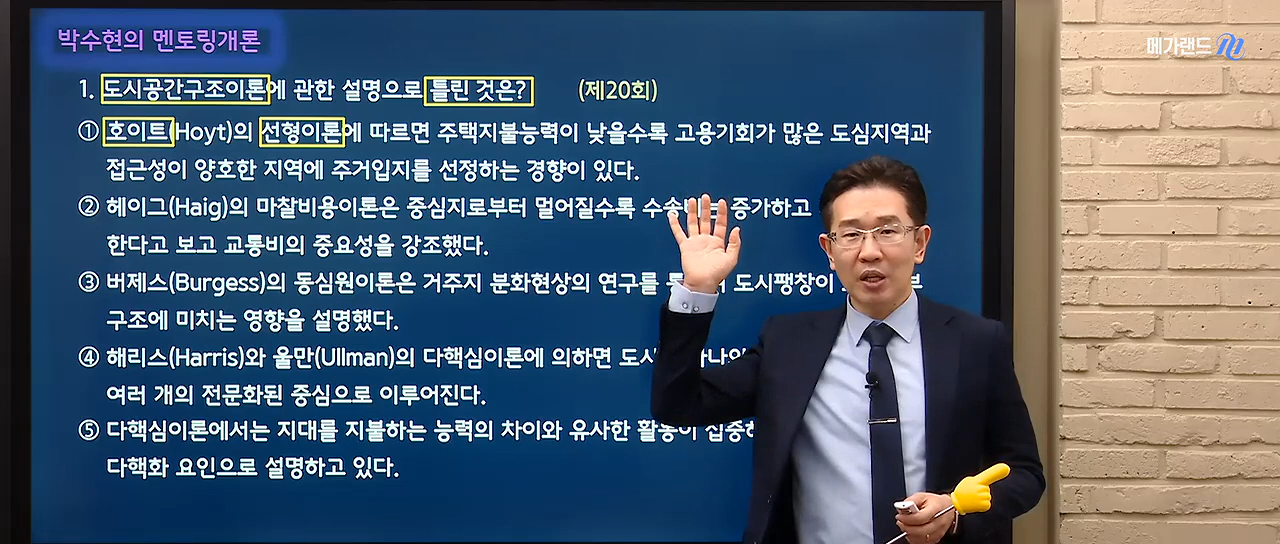 박수현의 멘토링개론
메가랜드
1. 도시공간구조이론에 관한 설명으로 틀린 것은? (제20회)
① 호이트(Hoyt)의 선형이론에 따르면 주택지불능력이 낮을수록 고용기회가 많은 도심지역과
접근성이 양호한 지역에 주거입지를 선정하는 경향이 있다.
② 헤이그(Haig)의 마찰비용이론은 중심지로부터 멀어질수록 증가하고
한다고 보고 교통비의 중요성을 강조했다.
③ 버제스(Burgess)의 동심원이론은 거주지 분화현상의 연구를 도시팽창이
구조에 미치는 영향을 설명했다.
④ 해리스(Harris)와 울만(Ullman)의 다핵심이론에 의하면
여러 개의 전문화된 중심으로 이루어진다.
⑤ 다핵심이론에서는 지대를 지불하는 능력의 차이와 유사한 활동이
다핵화 요인으로 설명하고 있다.